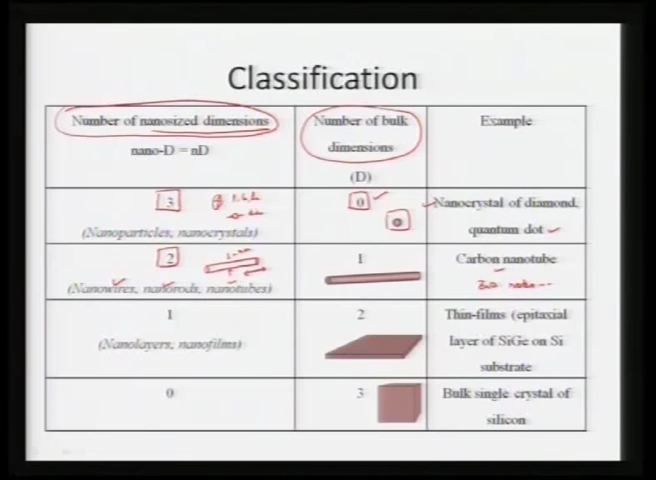 Classification
Number of nanosized dimensions
nano-D = nD
Number of bulk
dimensions
(D)
Example
3
(Nanoparticles, nanocrystals)
0
Nanocrystal of diamond,
quantum dot
2
(Nanowires, nanorods, nanotubes)
1
Carbon nanotube
1
(Nanolayers, nanofilms)
2
Thin-films (epitaxial
layer of SiGe on Si
substrate
0
3
Bulk single crystal of
silicon